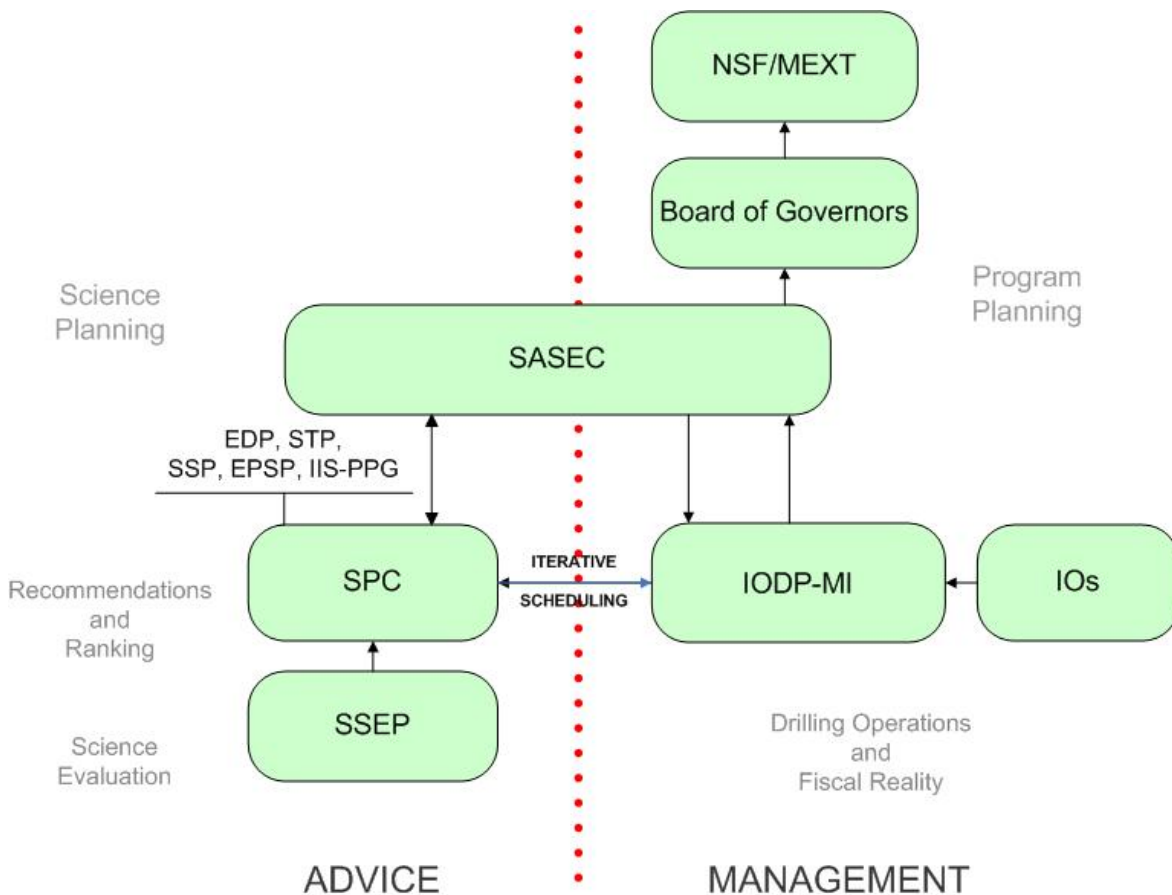 NSF/MEXT
Board of Governors
Science
Planning
Program
Planning
SASEC
EDP, STP,
SSP, EPSP, IIS-PPG
Recommendations
and
Ranking
SPC
ITERATIVE
SCHEDULING
IODP-MI
IOs
SSEP
Science
Evaluation
Drilling Operations
and
Fiscal Reality
ADVICE
MANAGEMENT